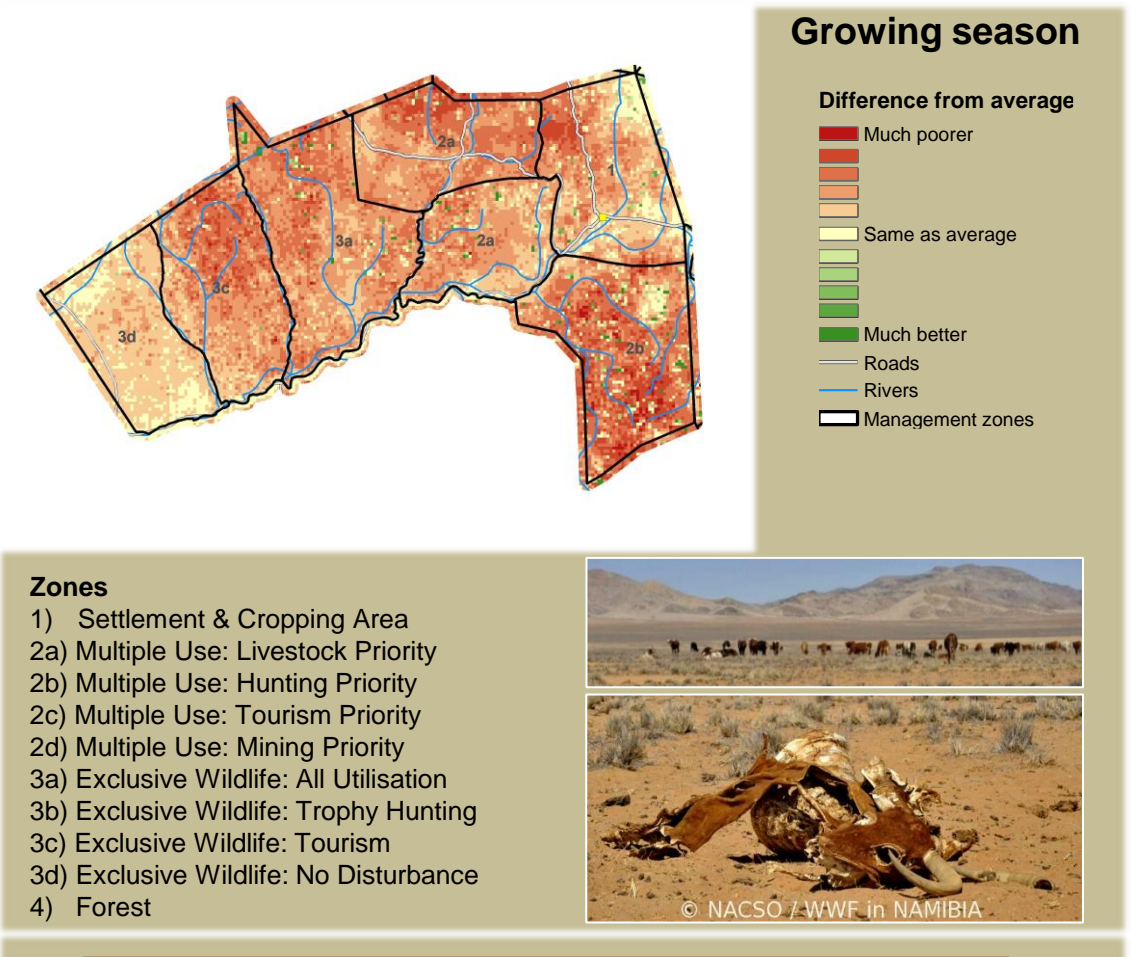 Growing season
Difference from average
Much poorer
Same as average
Much better
Roads
Rivers
Management zones
2a
1
3a
2a
3c
3d
2b
Zones
1) Settlement & Cropping Area
2a) Multiple Use: Livestock Priority
2b) Multiple Use: Hunting Priority
2c) Multiple Use: Tourism Priority
2d) Multiple Use: Mining Priority
3a) Exclusive Wildlife: All Utilisation
3b) Exclusive Wildlife: Trophy Hunting
3c) Exclusive Wildlife: Tourism
3d) Exclusive Wildlife: No Disturbance
4) Forest
© NACSO / WWF in NAMIBIA